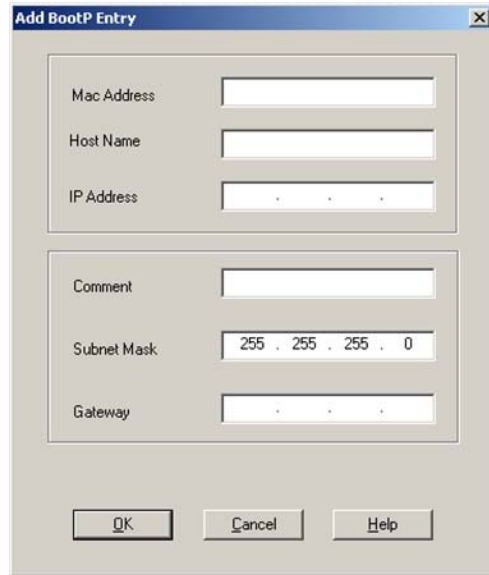 Add BootP Entry
Mac Address
Host Name
IP Address . . .
Comment
Subnet Mask 255 . 255 . 255 . 0
Gateway . . .
OK Cancel Help